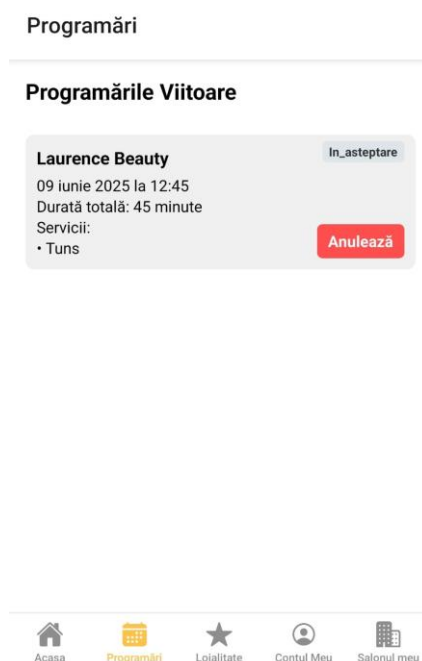 Programări
Programările Viitoare
Laurence Beauty
In_asteptare
09 iunie 2025 la 12:45
Durată totală: 45 minute
Servicii:
• Tuns
Anulează
Acasa
Programări
Loialitate
Contul Meu
Salonul meu